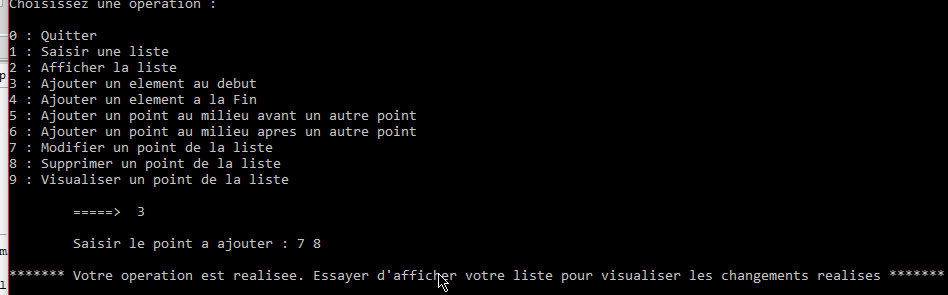 Choisissez une operation :
0 : Quitter
1 : Saisir une liste
2 : Afficher la liste
3 : Ajouter un element au debut
4 : Ajouter un element a la Fin
5 : Ajouter un point au milieu avant un autre point
6 : Ajouter un point au milieu apres un autre point
7 : Modifier un point de la liste
8 : Supprimer un point de la liste
9 : Visualiser un point de la liste
=====> 3
Saisir le point a ajouter : 7 8
******* Votre operation est realisee. Essayer d'afficher votre liste pour visualiser les changements realises *******